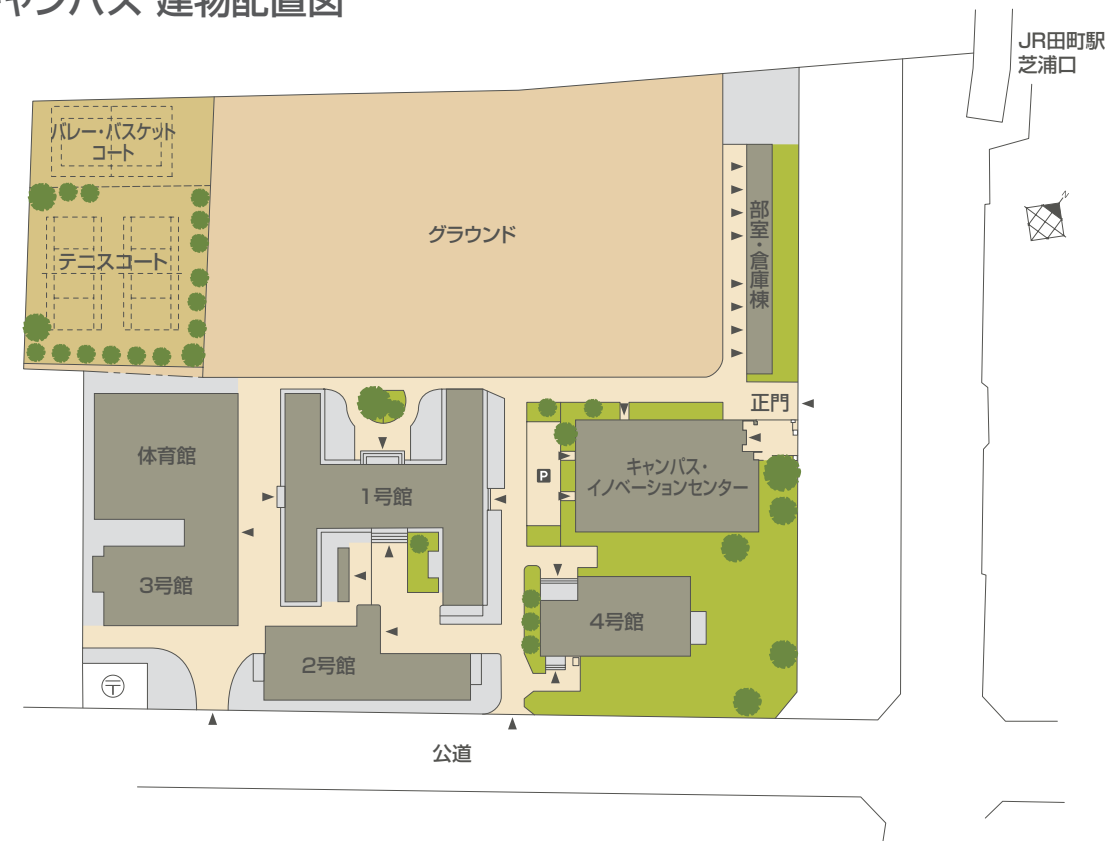 キャンパス 建物配置図
JR田町駅
芝浦口
バレー・バスケット
コート
テニスコート
グラウンド
部室・倉庫棟
N
正門
体育館
1号館
P
キャンパス・
イノベーションセンター
3号館
4号館
2号館
〒
公道